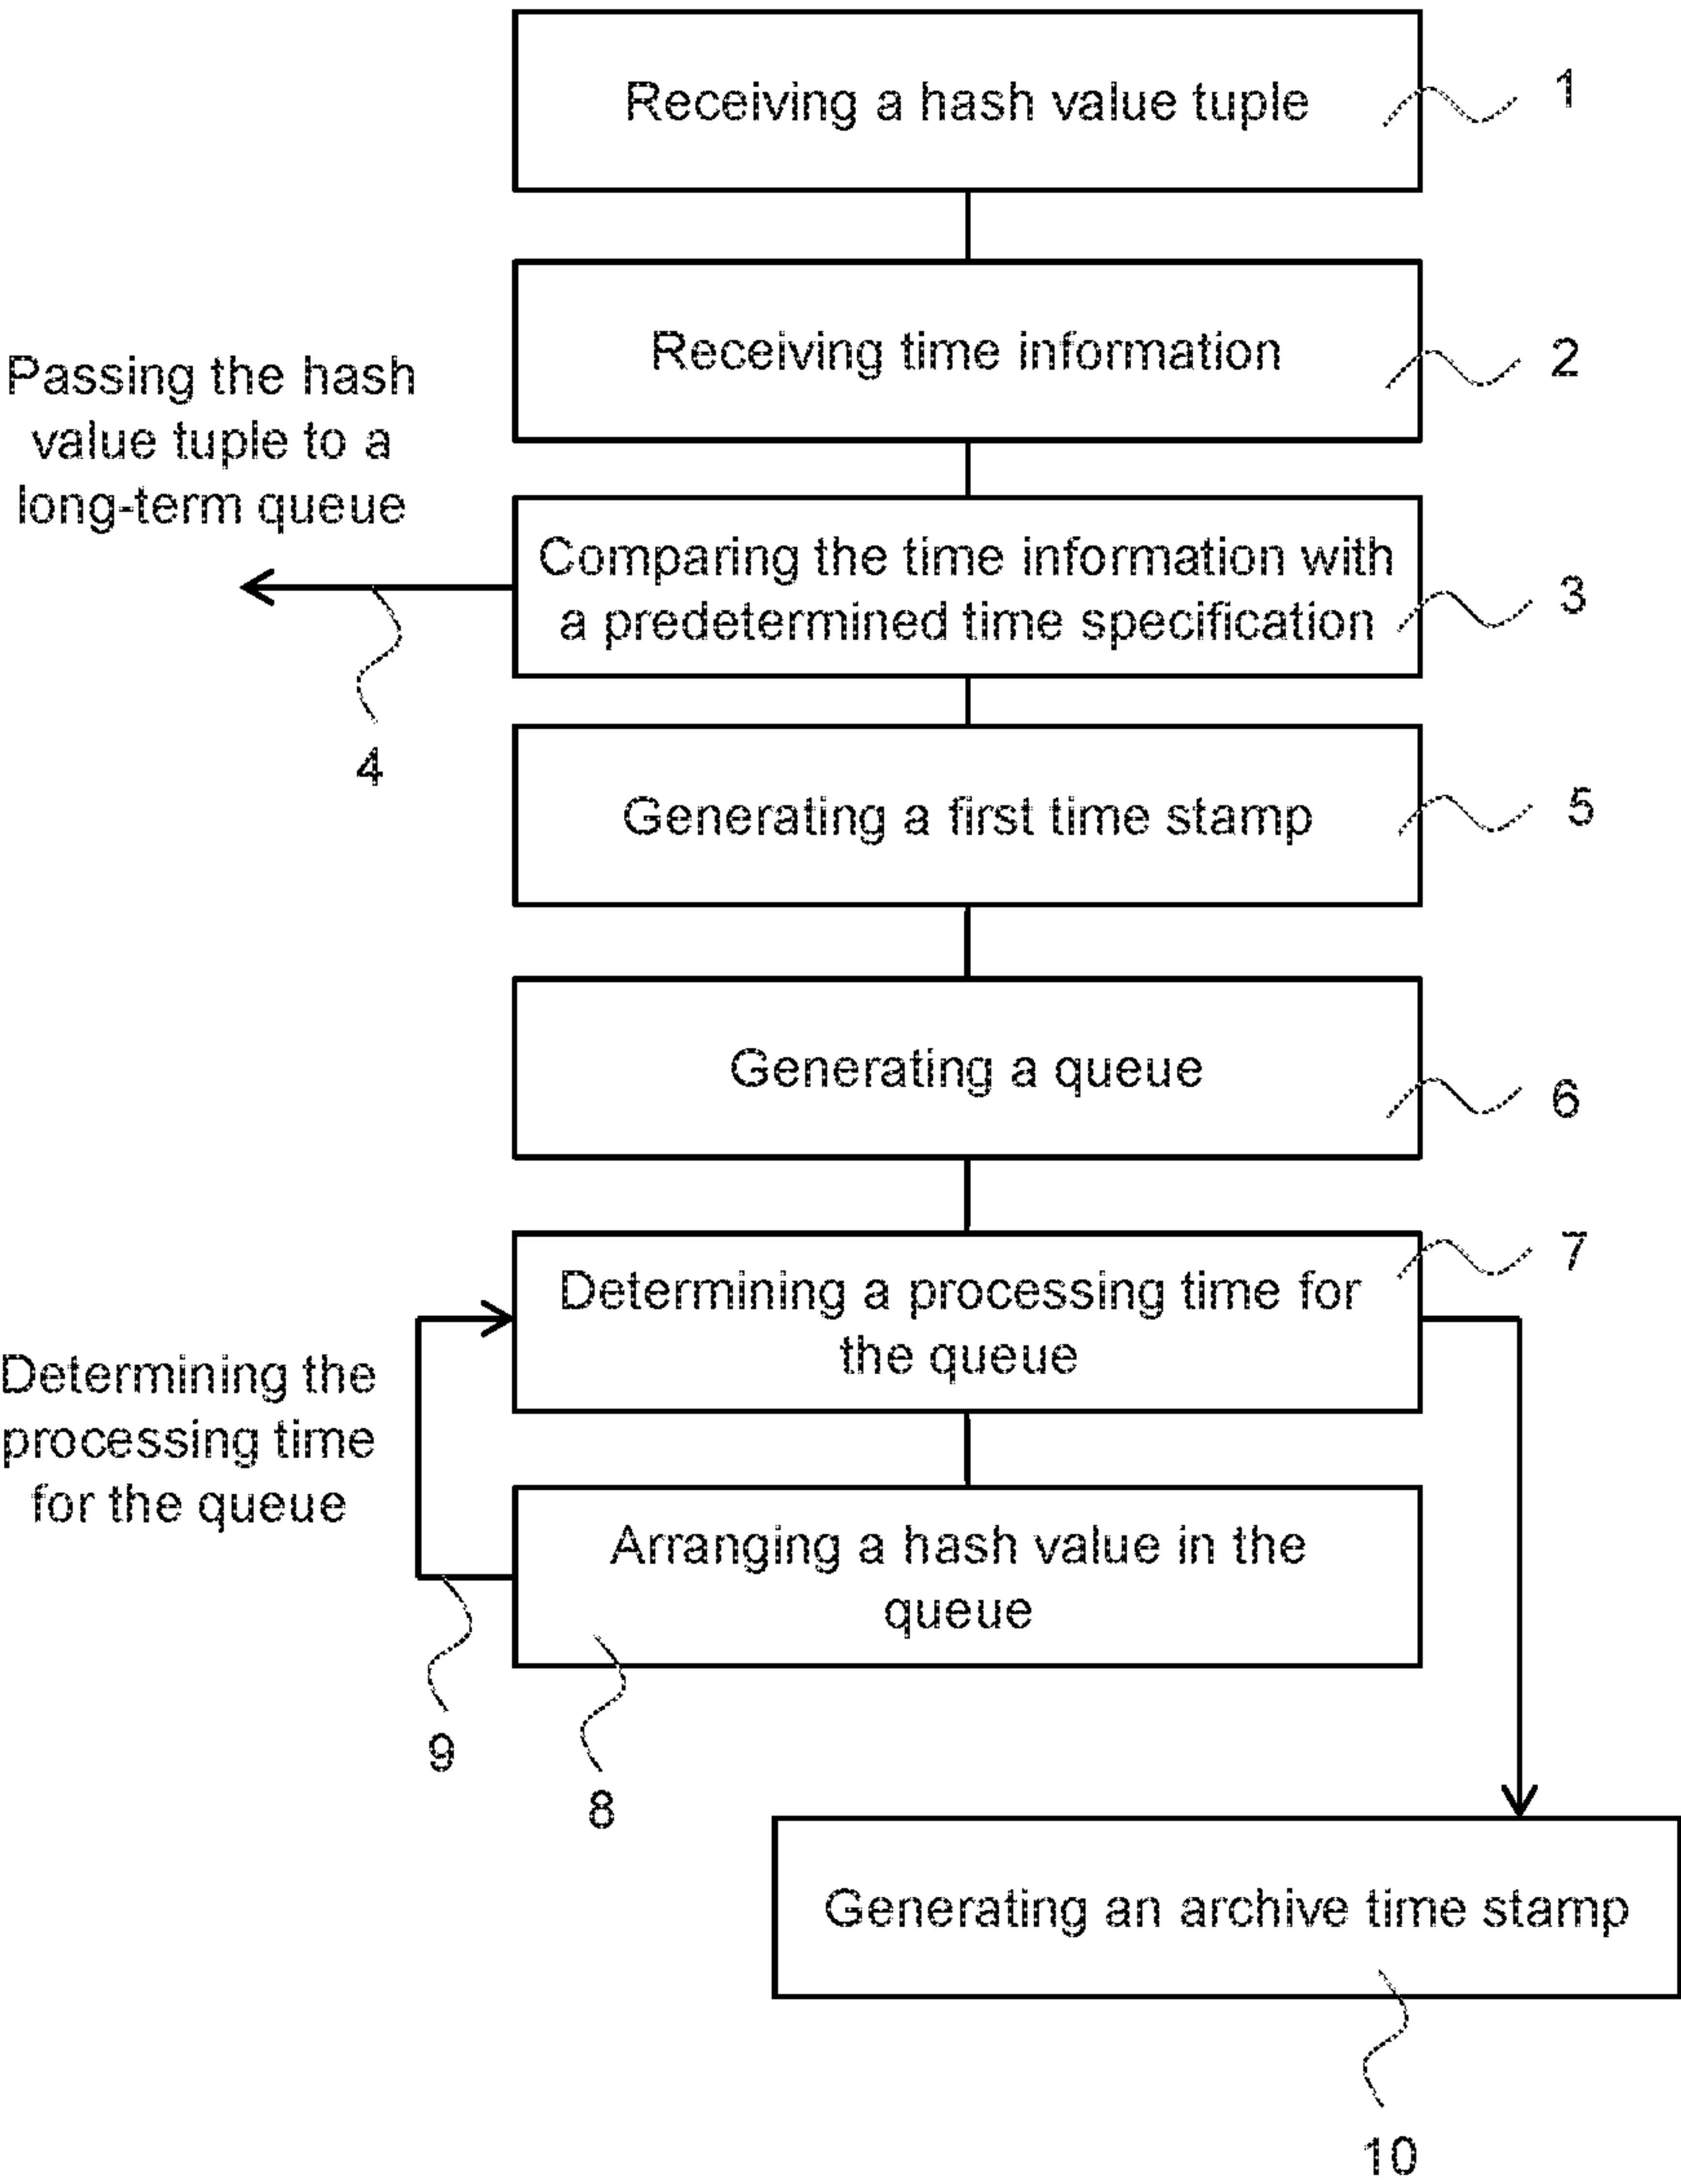 Receiving a hash value tuple
1
Receiving time information
2
Passing the hash
value tuple to a
long-term queue
Comparing the time information with
a predetermined time specification
3
4
Generating a first time stamp
5
Generating a queue
6
Determining a processing time for
the queue
7
Determining the
processing time
for the queue
Arranging a hash value in the
queue
9
8
Generating an archive time stamp
10